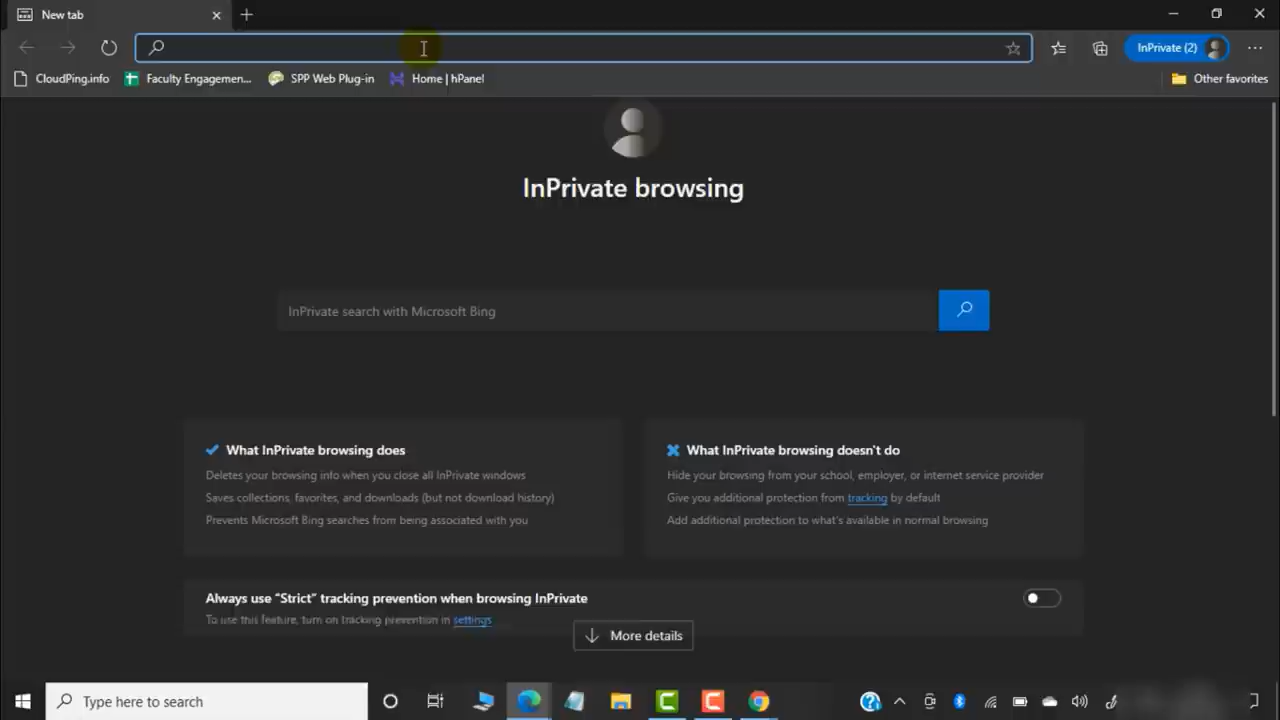 New tab
InPrivate (2)
CloudPing.info
Faculty Engagemen...
SPP Web Plug-in
Home | hPanel
Other favorites
InPrivate browsing
InPrivate search with Microsoft Bing
What InPrivate browsing does
Deletes your browsing info when you close all InPrivate windows
Saves collections, favorites, and downloads (but not download history)
Prevents Microsoft Bing searches from being associated with you
What InPrivate browsing doesn't do
Hide your browsing from your school, employer, or internet service provider
Give you additional protection from tracking by default
Add additional protection to what's available in normal browsing
Always use "Strict" tracking prevention when browsing InPrivate
To use this feature, turn on tracking prevention in settings
More details
Type here to search